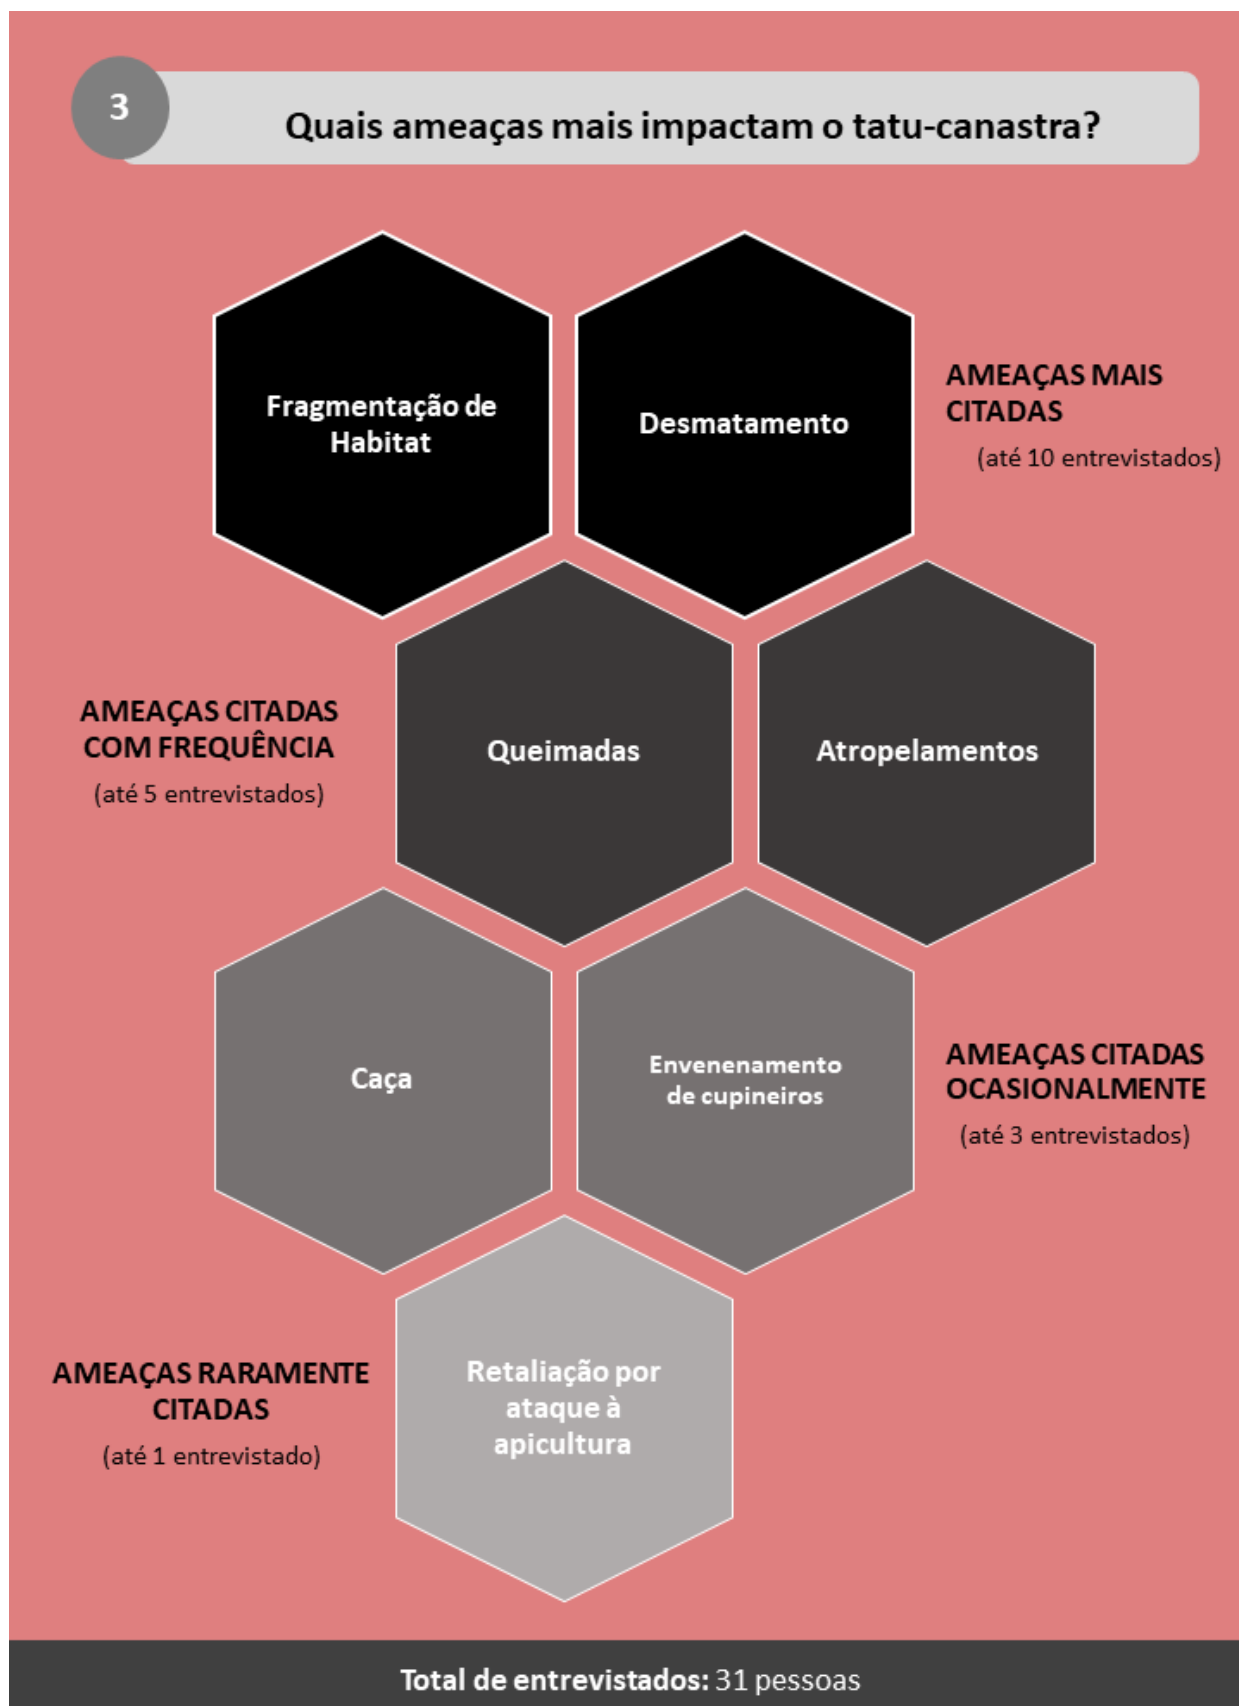 3
Quais ameaças mais impactam o tatu-canastra?
Fragmentação de
Habitat
Desmatamento
AMEAÇAS MAIS
CITADAS
(até 10 entrevistados)
AMEAÇAS CITADAS
COM FREQUÊNCIA
(até 5 entrevistados)
Queimadas
Atropelamentos
Caça
Envenenamento
de cupineiros
AMEAÇAS CITADAS
OCASIONALMENTE
(até 3 entrevistados)
AMEAÇAS RARAMENTE
CITADAS
(até 1 entrevistado)
Retaliação por
ataque à
apicultura
Total de entrevistados: 31 pessoas